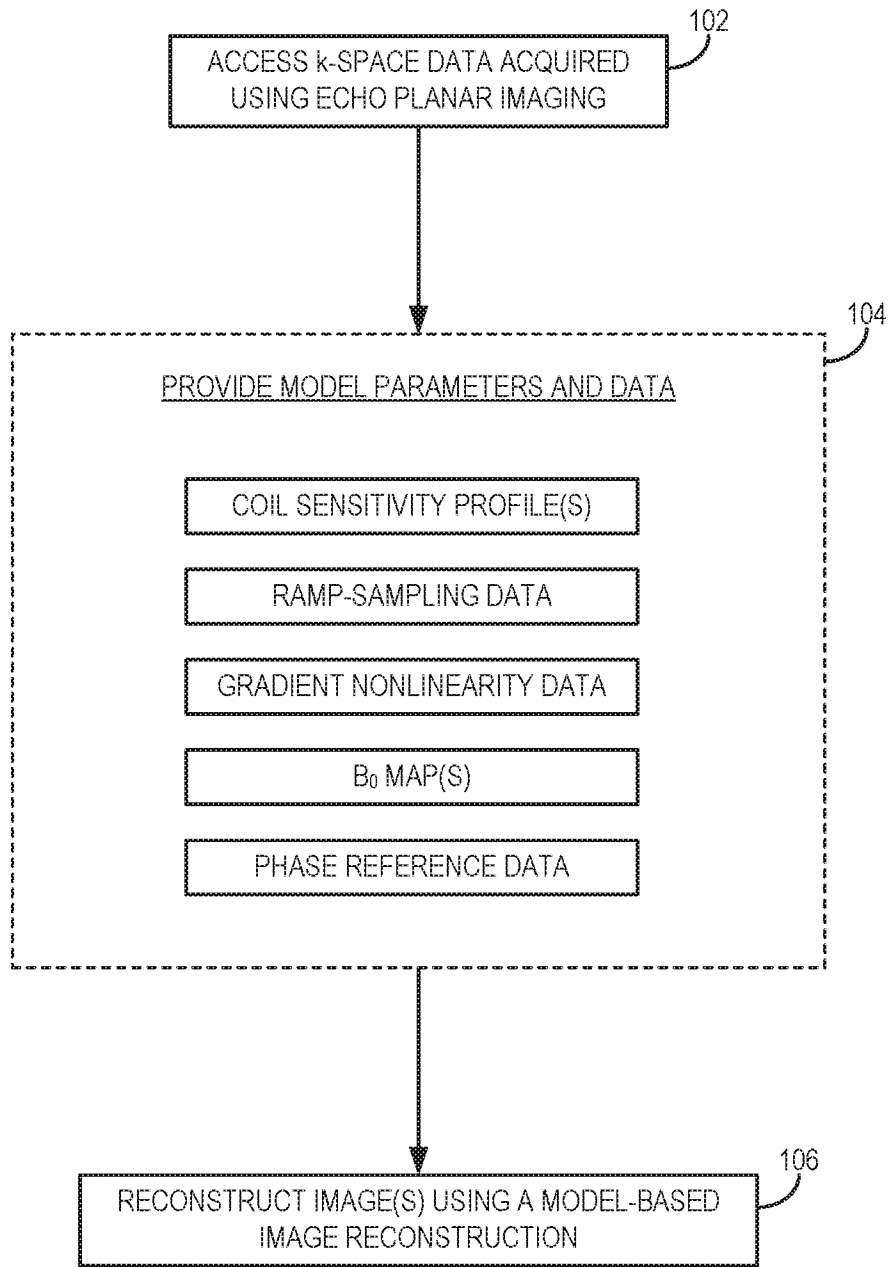 102
ACCESS k-SPACE DATA ACQUIRED
USING ECHO PLANAR IMAGING
104
PROVIDE MODEL PARAMETERS AND DATA
COIL SENSITIVITY PROFILE(S)
RAMP-SAMPLING DATA
GRADIENT NONLINEARITY DATA
B₀ MAP(S)
PHASE REFERENCE DATA
106
RECONSTRUCT IMAGE(S) USING A MODEL-BASED
IMAGE RECONSTRUCTION